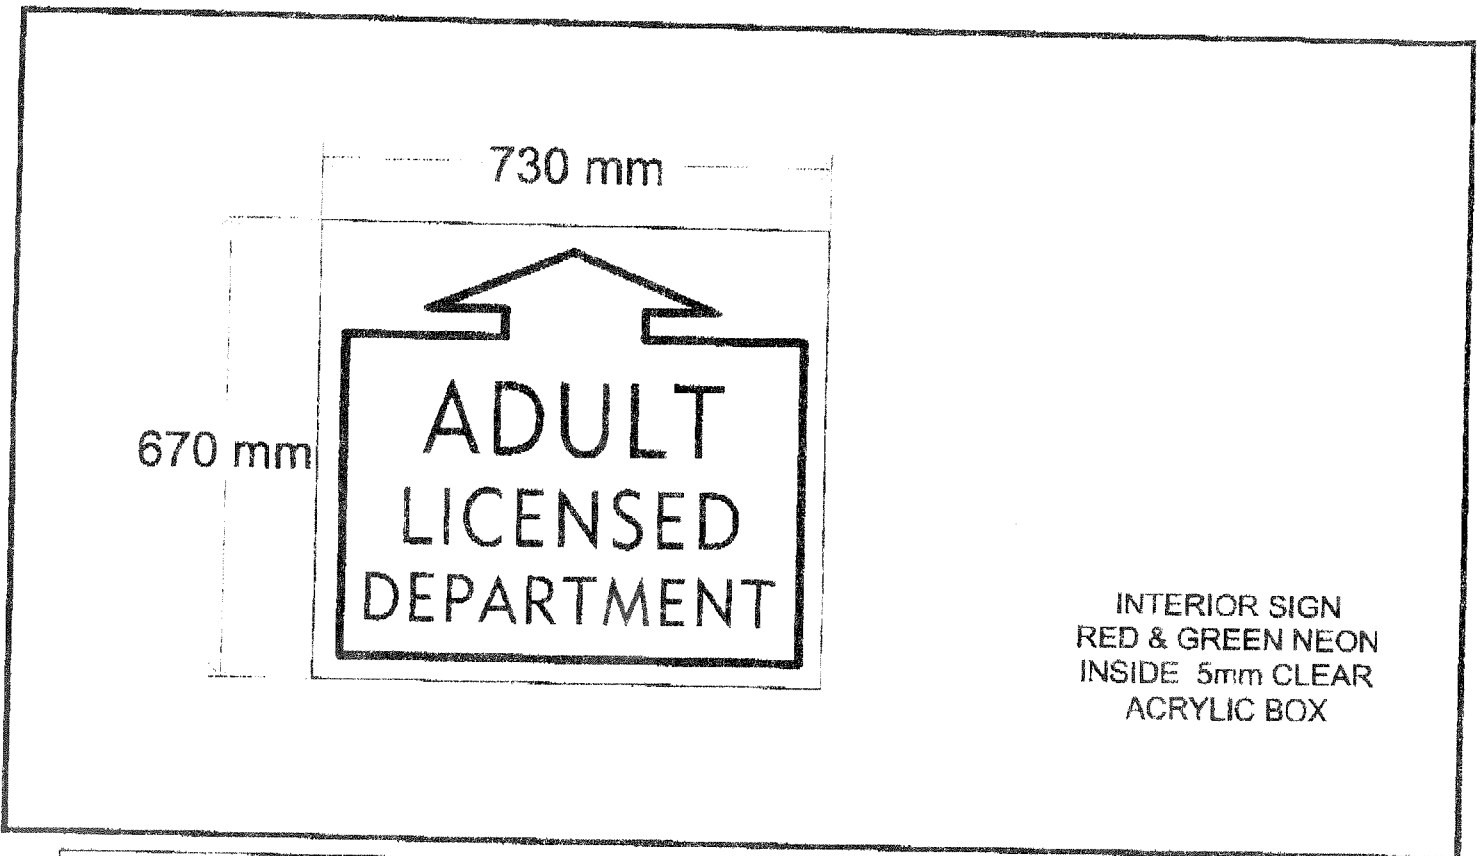 730 mm
670 mm
ADULT
LICENSED
DEPARTMENT
INTERIOR SIGN
RED & GREEN NEON
INSIDE 5mm CLEAR
ACRYLIC BOX